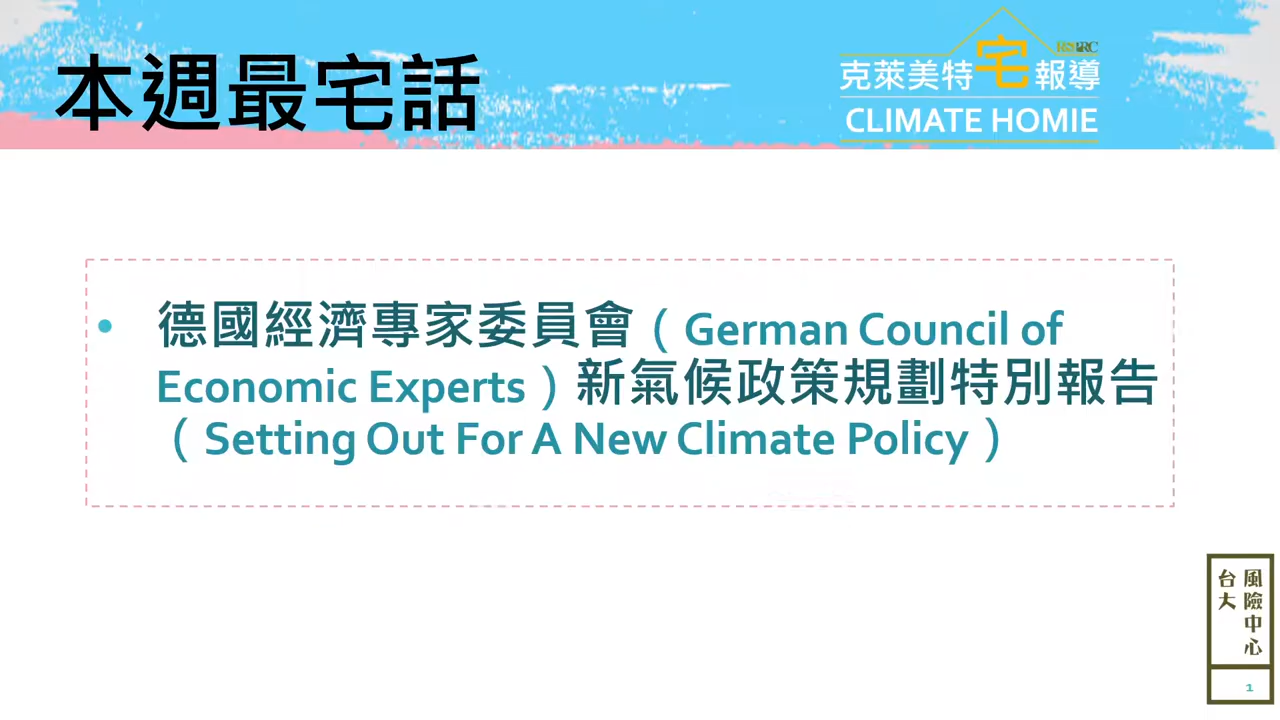 本週最宅話
克萊美特宅報導
RSPRC
CLIMATE HOMIE
• 德國經濟專家委員會（German Council of
Economic Experts）新氣候政策規劃特別報告
（Setting Out For A New Climate Policy）
台大
風險中心
1